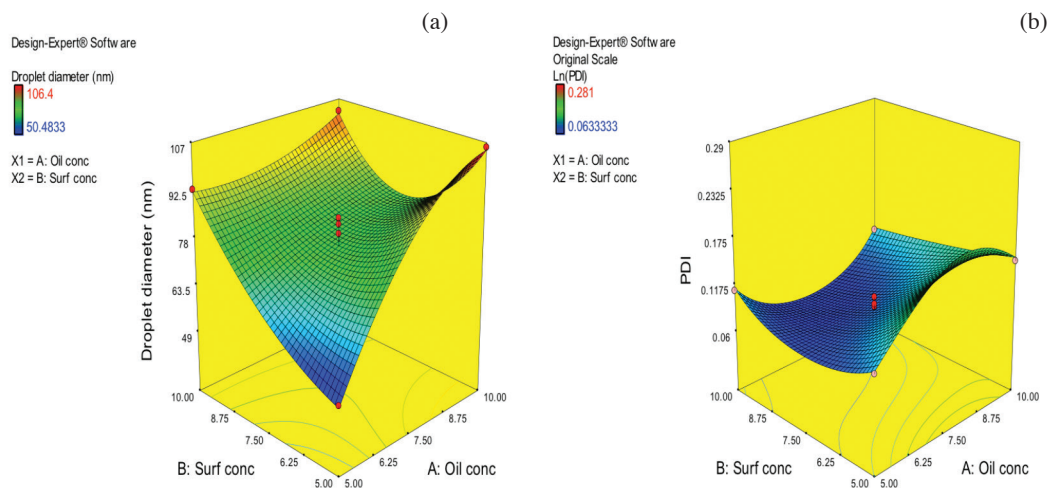 (a)
Design-Expert® Software
Droplet diameter (nm)
106.4
50.4833
X1 = A: Oil conc
X2 = B: Surf conc
107
92.5
78
63.5
49
Droplet diameter (nm)
10.00
8.75
7.50
6.25
5.00
B: Surf conc
5.00
6.25
7.50
8.75
10.00
A: Oil conc
(b)
Design-Expert® Software
Original Scale
Ln(PDI)
0.281
0.0633333
X1 = A: Oil conc
X2 = B: Surf conc
0.29
0.2325
0.175
0.1175
0.06
PDI
10.00
8.75
7.50
6.25
5.00
B: Surf conc
5.00
6.25
7.50
8.75
10.00
A: Oil conc